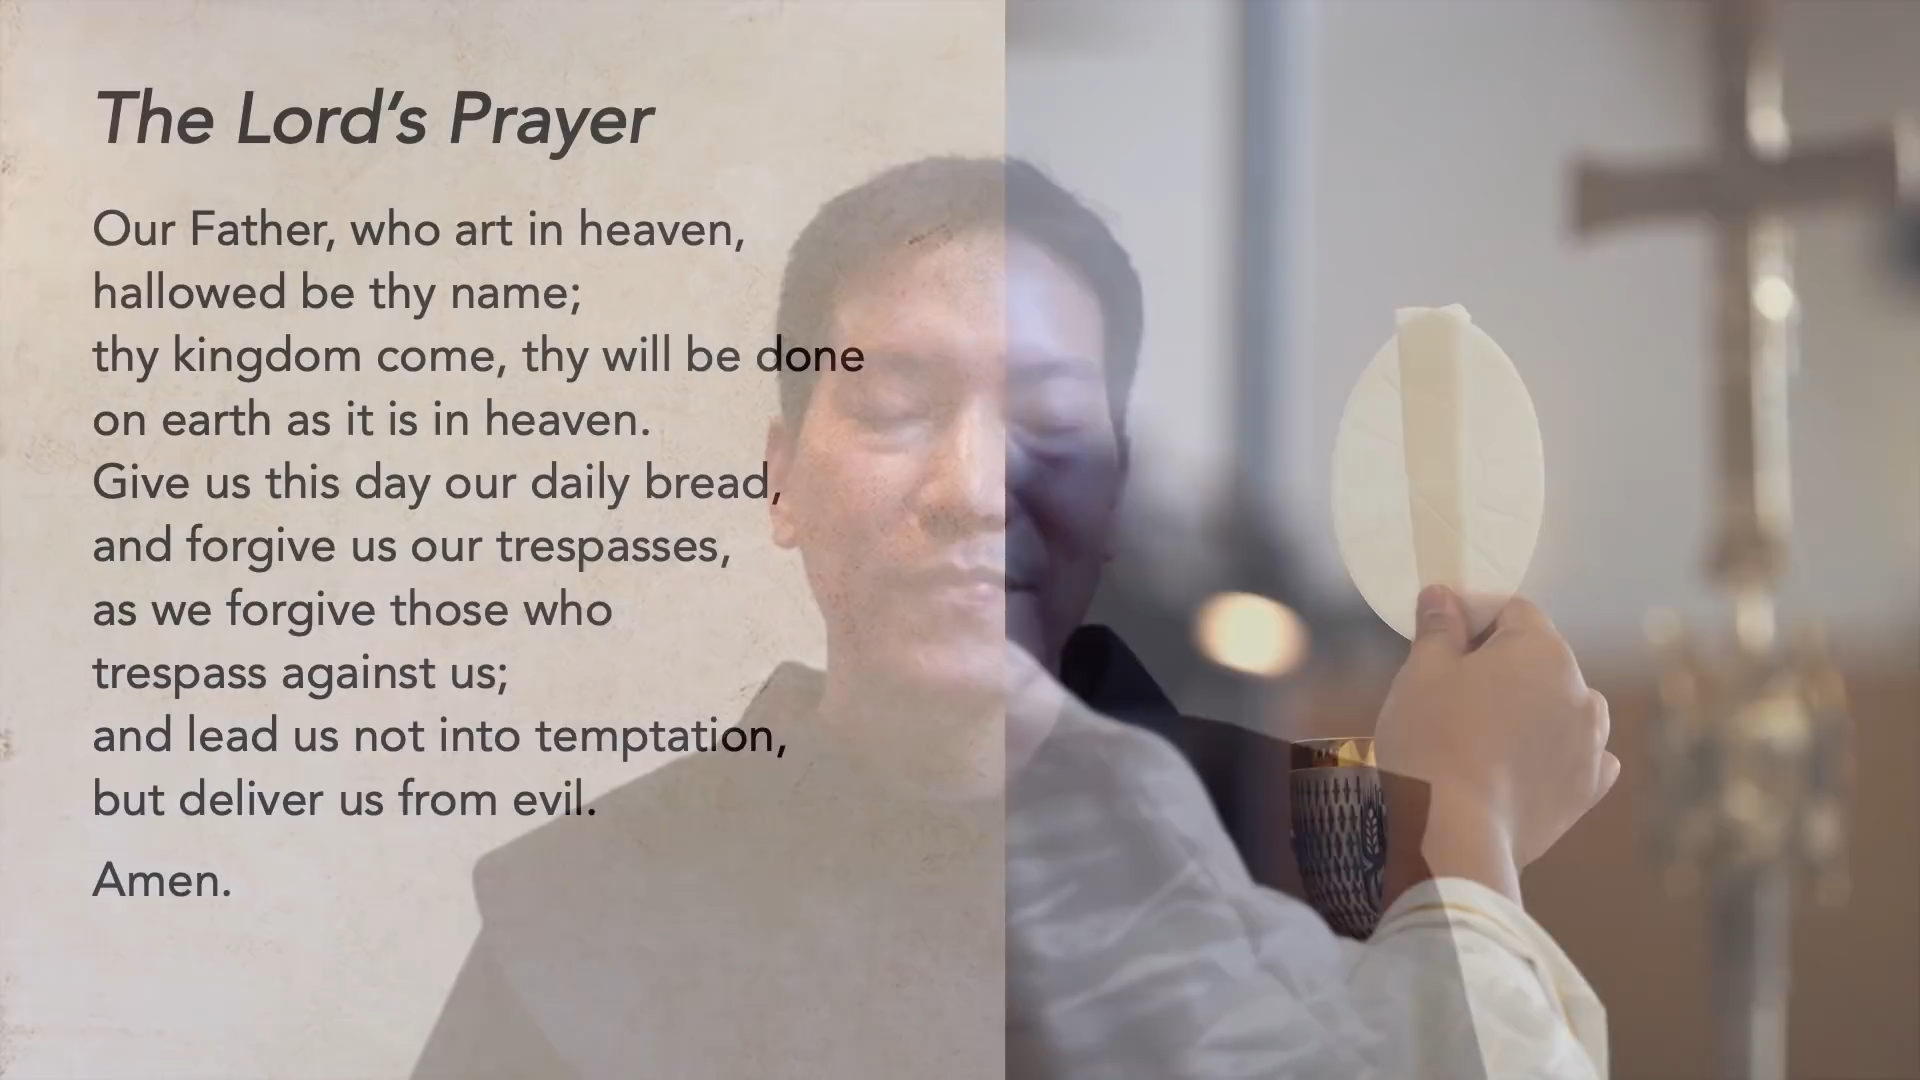 The Lord's Prayer
Our Father, who art in heaven,
hallowed be thy name;
thy kingdom come, thy will be done
on earth as it is in heaven.
Give us this day our daily bread,
and forgive us our trespasses,
as we forgive those who
trespass against us;
and lead us not into temptation,
but deliver us from evil.
Amen.